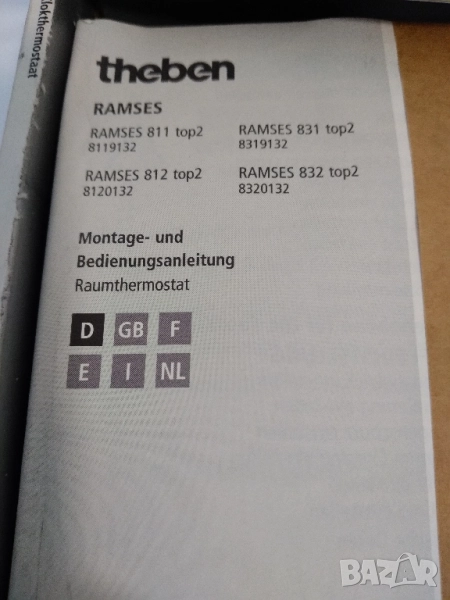 klokthermostaat
theben
RAMSES
RAMSES 811 top2
8119132
RAMSES 831 top2
8319132
RAMSES 812 top2
8120132
RAMSES 832 top2
8320132
Montage- und
Bedienungsanleitung
Raumthermostat
D GB F
E I NL
BAZAR